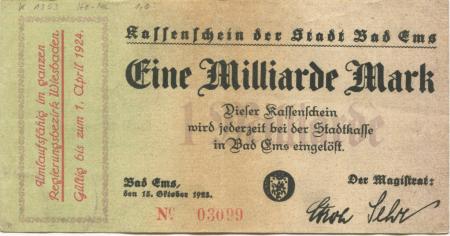 Kassenschein der Stadt Bad Ems
Eine Milliarde Mark
Dieser Kassenschein
wird jederzeit bei der Stadtkasse
in Bad Ems eingelöst.
Bad Ems,
den 15. Oktober 1923.
Der Magistrat:
No 03099
Umlaufsfähig im ganzen
Regierungsbezirk Wiesbaden
Gültig bis zum 1. April 1924.